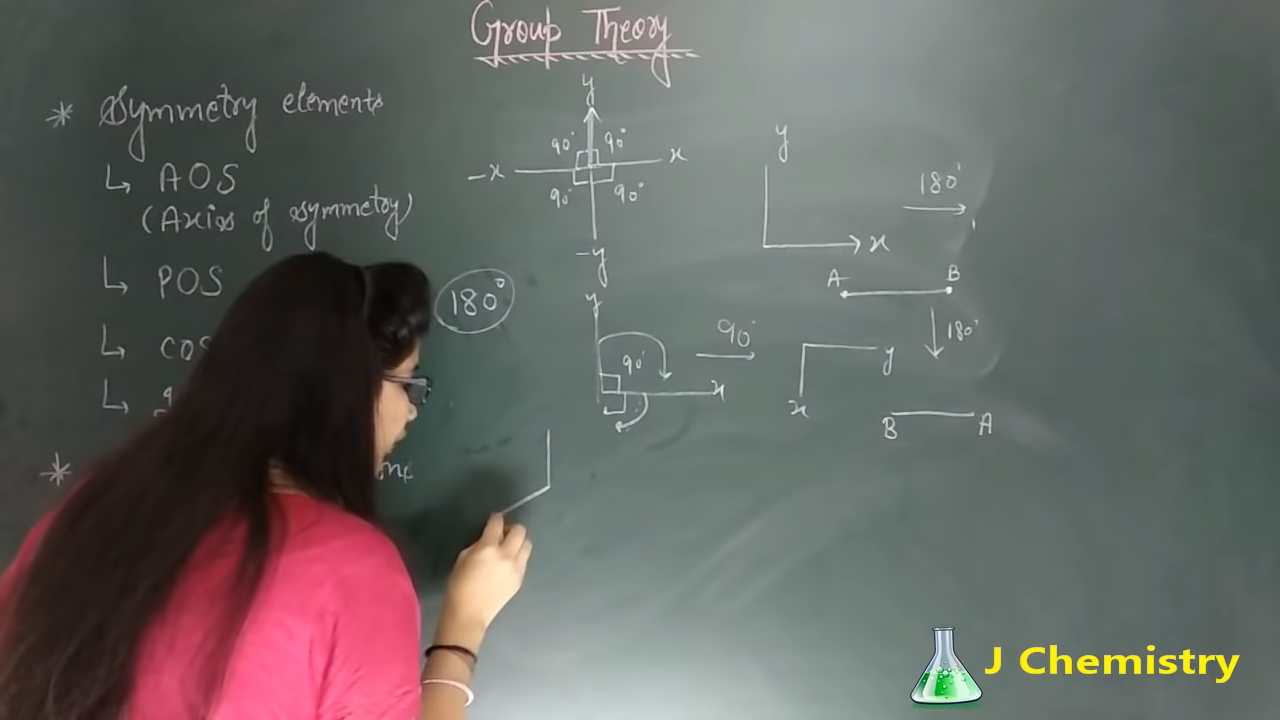 Group Theory
* Symmetry elements
↳ AOS
(Axis of symmetry)
↳ POS
↳ COS
↳
*
y
90° 90°
-x x
90° 90°
-y
180°
y
90°
x
90°
y
x
y
x
180°
A B
180°
B A
J Chemistry